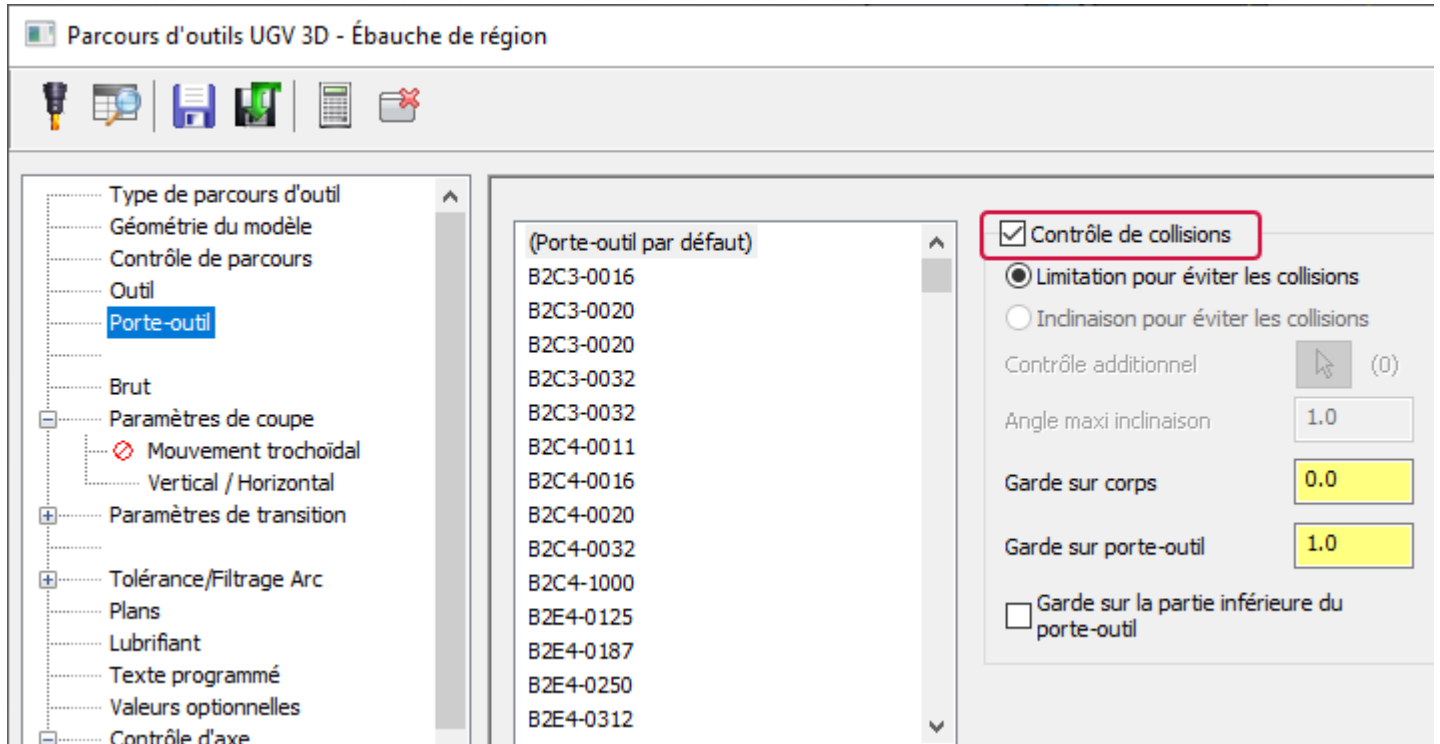 Parcours d'outils UGV 3D - Ébauche de région
Type de parcours d'outil
Géométrie du modèle
Contrôle de parcours
Outil
Porte-outil
Brut
Paramètres de coupe
Mouvement trochoïdal
Vertical / Horizontal
Paramètres de transition
Tolérance/Filtrage Arc
Plans
Lubrifiant
Texte programmé
Valeurs optionnelles
Contrôle d'axe
(Porte-outil par défaut)
B2C3-0016
B2C3-0020
B2C3-0020
B2C3-0032
B2C3-0032
B2C4-0011
B2C4-0016
B2C4-0020
B2C4-0032
B2C4-1000
B2E4-0125
B2E4-0187
B2E4-0250
B2E4-0312
Contrôle de collisions
Limitation pour éviter les collisions
Inclinaison pour éviter les collisions
Contrôle additionnel (0)
Angle maxi inclinaison 1.0
Garde sur corps 0.0
Garde sur porte-outil 1.0
Garde sur la partie inférieure du
porte-outil